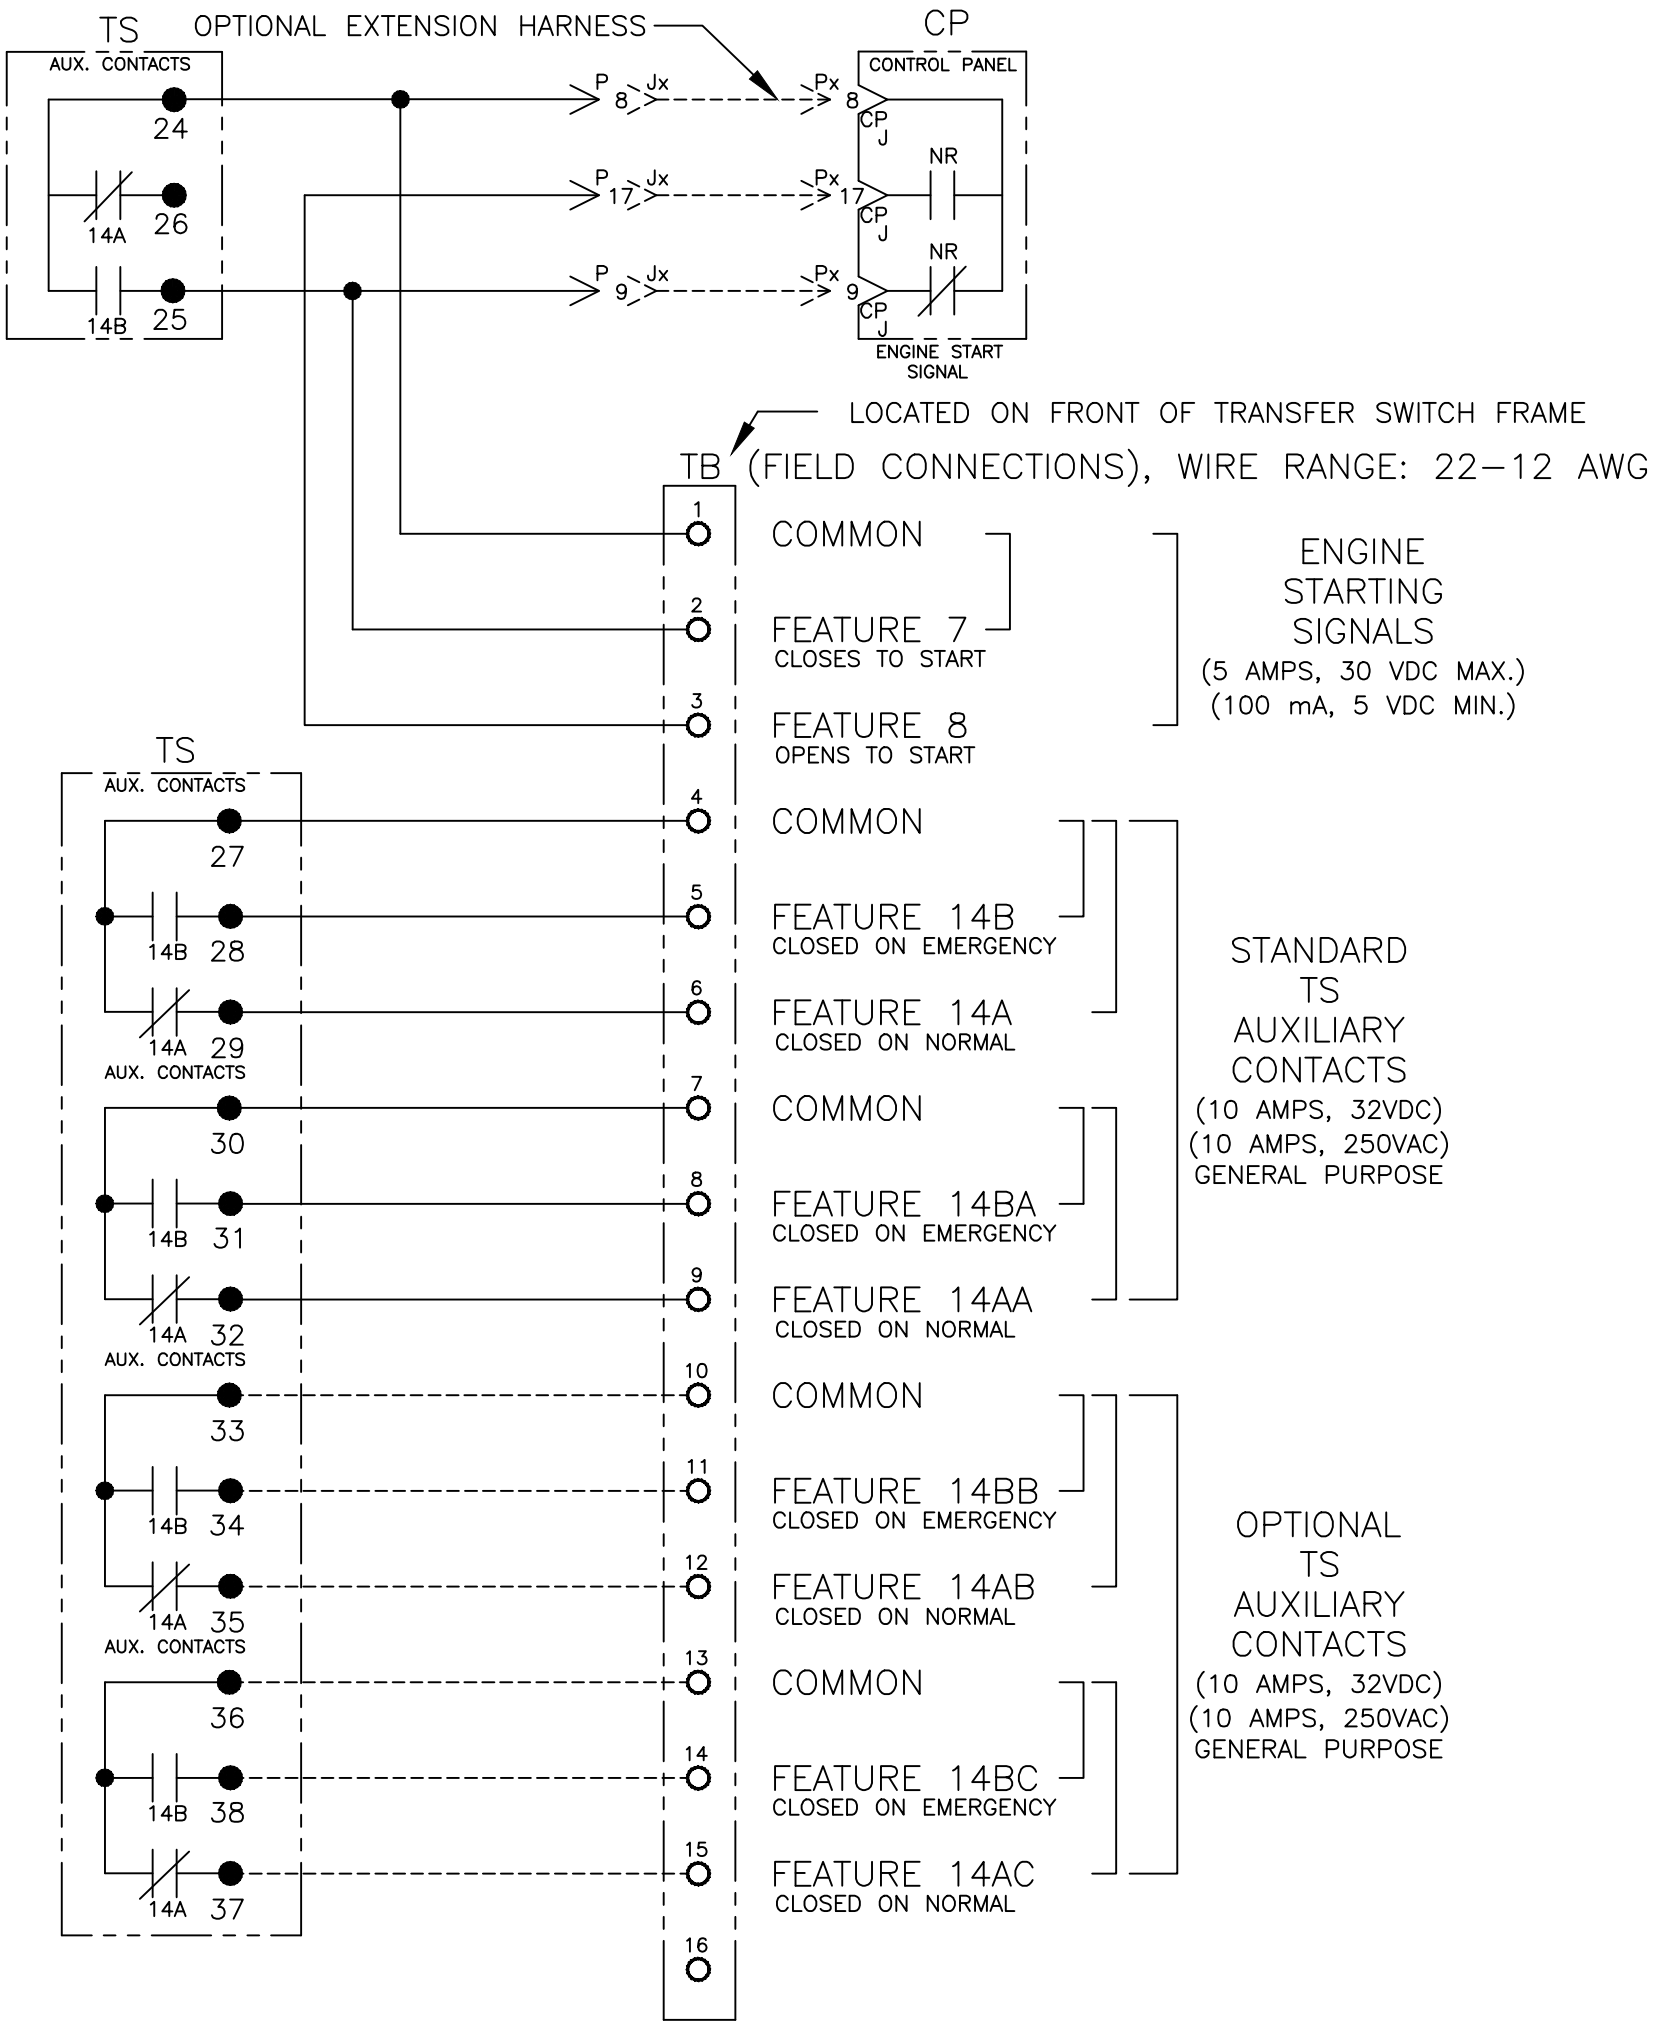 TS
OPTIONAL EXTENSION HARNESS
CP
AUX. CONTACTS
CONTROL PANEL
24
P
8
Jx
Px
8
CP
J
14A
26
P
17
Jx
Px
17
CP
J
NR
14B
25
P
9
Jx
Px
9
CP
J
NR
ENGINE START
SIGNAL
LOCATED ON FRONT OF TRANSFER SWITCH FRAME
TB (FIELD CONNECTIONS), WIRE RANGE: 22-12 AWG
1
COMMON
2
FEATURE 7
CLOSES TO START
3
FEATURE 8
OPENS TO START
ENGINE
STARTING
SIGNALS
(5 AMPS, 30 VDC MAX.)
(100 mA, 5 VDC MIN.)
TS
AUX. CONTACTS
27
4
COMMON
14B
28
5
FEATURE 14B
CLOSED ON EMERGENCY
14A
29
6
FEATURE 14A
CLOSED ON NORMAL
AUX. CONTACTS
30
7
COMMON
14B
31
8
FEATURE 14BA
CLOSED ON EMERGENCY
14A
32
9
FEATURE 14AA
CLOSED ON NORMAL
STANDARD
TS
AUXILIARY
CONTACTS
(10 AMPS, 32VDC)
(10 AMPS, 250VAC)
GENERAL PURPOSE
AUX. CONTACTS
33
10
COMMON
14B
34
11
FEATURE 14BB
CLOSED ON EMERGENCY
14A
35
12
FEATURE 14AB
CLOSED ON NORMAL
AUX. CONTACTS
36
13
COMMON
14B
38
14
FEATURE 14BC
CLOSED ON EMERGENCY
14A
37
15
FEATURE 14AC
CLOSED ON NORMAL
OPTIONAL
TS
AUXILIARY
CONTACTS
(10 AMPS, 32VDC)
(10 AMPS, 250VAC)
GENERAL PURPOSE
16